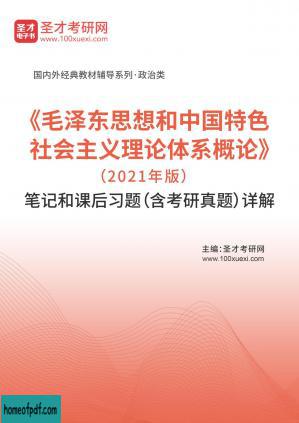 圣才
电子书
圣才考研网
www.100xuexi.com
国内外经典教材辅导系列·政治类
《毛泽东思想和中国特色
社会主义理论体系概论》
（2021年版）
笔记和课后习题（含考研真题）详解
主编：圣才考研网
www.100xuexi.com
homeofpdf.com